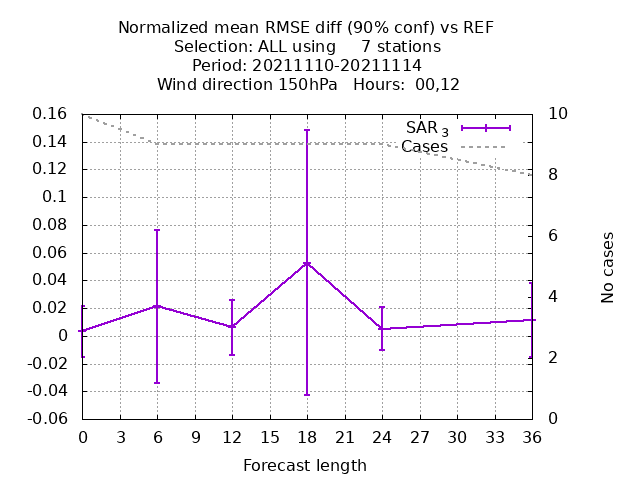 Normalized mean RMSE diff (90% conf) vs REF
Selection: ALL using     7 stations
Period: 20211110-20211114
Wind direction 150hPa   Hours:  00,12
0.16
0.14
0.12
0.1
0.08
0.06
0.04
0.02
0
-0.02
-0.04
-0.06
SAR 3
Cases
10
8
6
4
2
0
No cases
0 3 6 9 12 15 18 21 24 27 30 33 36
Forecast length